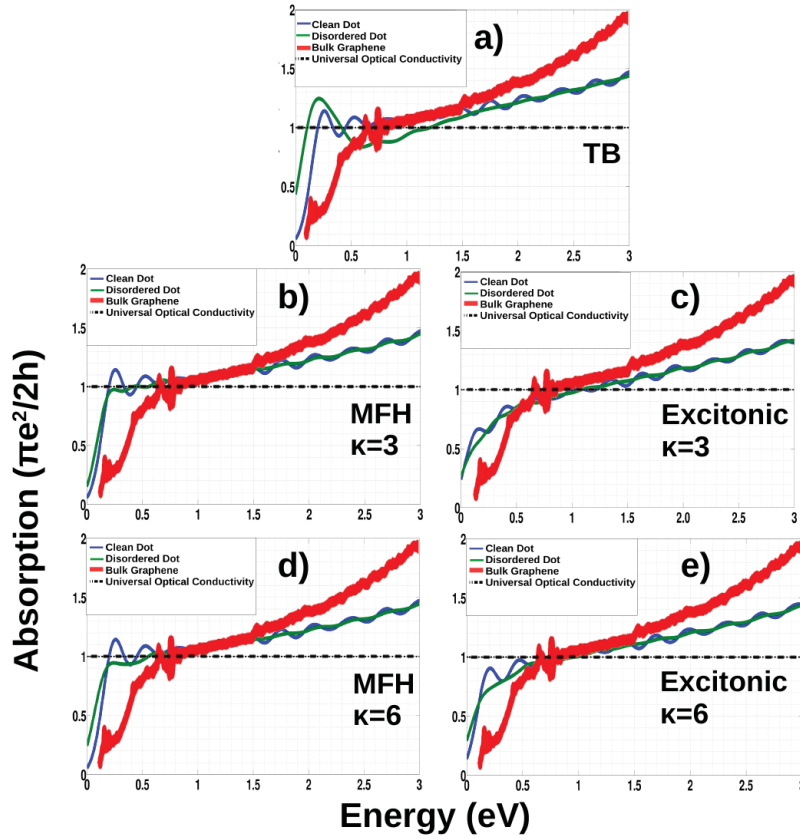 2
Clean Dot
Disordered Dot
Bulk Graphene
Universal Optical Conductivity
a)
1.5
1
TB
0.5
0
0 0.5 1 1.5 2 2.5 3
2
Clean Dot
Disordered Dot
Bulk Graphene
Universal Optical Conductivity
b)
1.5
1
MFH
κ=3
0.5
0
0 0.5 1 1.5 2 2.5 3
2
Clean Dot
Disordered Dot
Bulk Graphene
Universal Optical Conductivity
c)
1.5
1
Excitonic
κ=3
0.5
0
0 0.5 1 1.5 2 2.5 3
2
Clean Dot
Disordered Dot
Bulk Graphene
Universal Optical Conductivity
d)
1.5
1
MFH
κ=6
0.5
0
0 0.5 1 1.5 2 2.5 3
2
Clean Dot
Disordered Dot
Bulk Graphene
Universal Optical Conductivity
e)
1.5
1
Excitonic
κ=6
0.5
0
0 0.5 1 1.5 2 2.5 3
Absorption (πe²/2h)
Energy (eV)